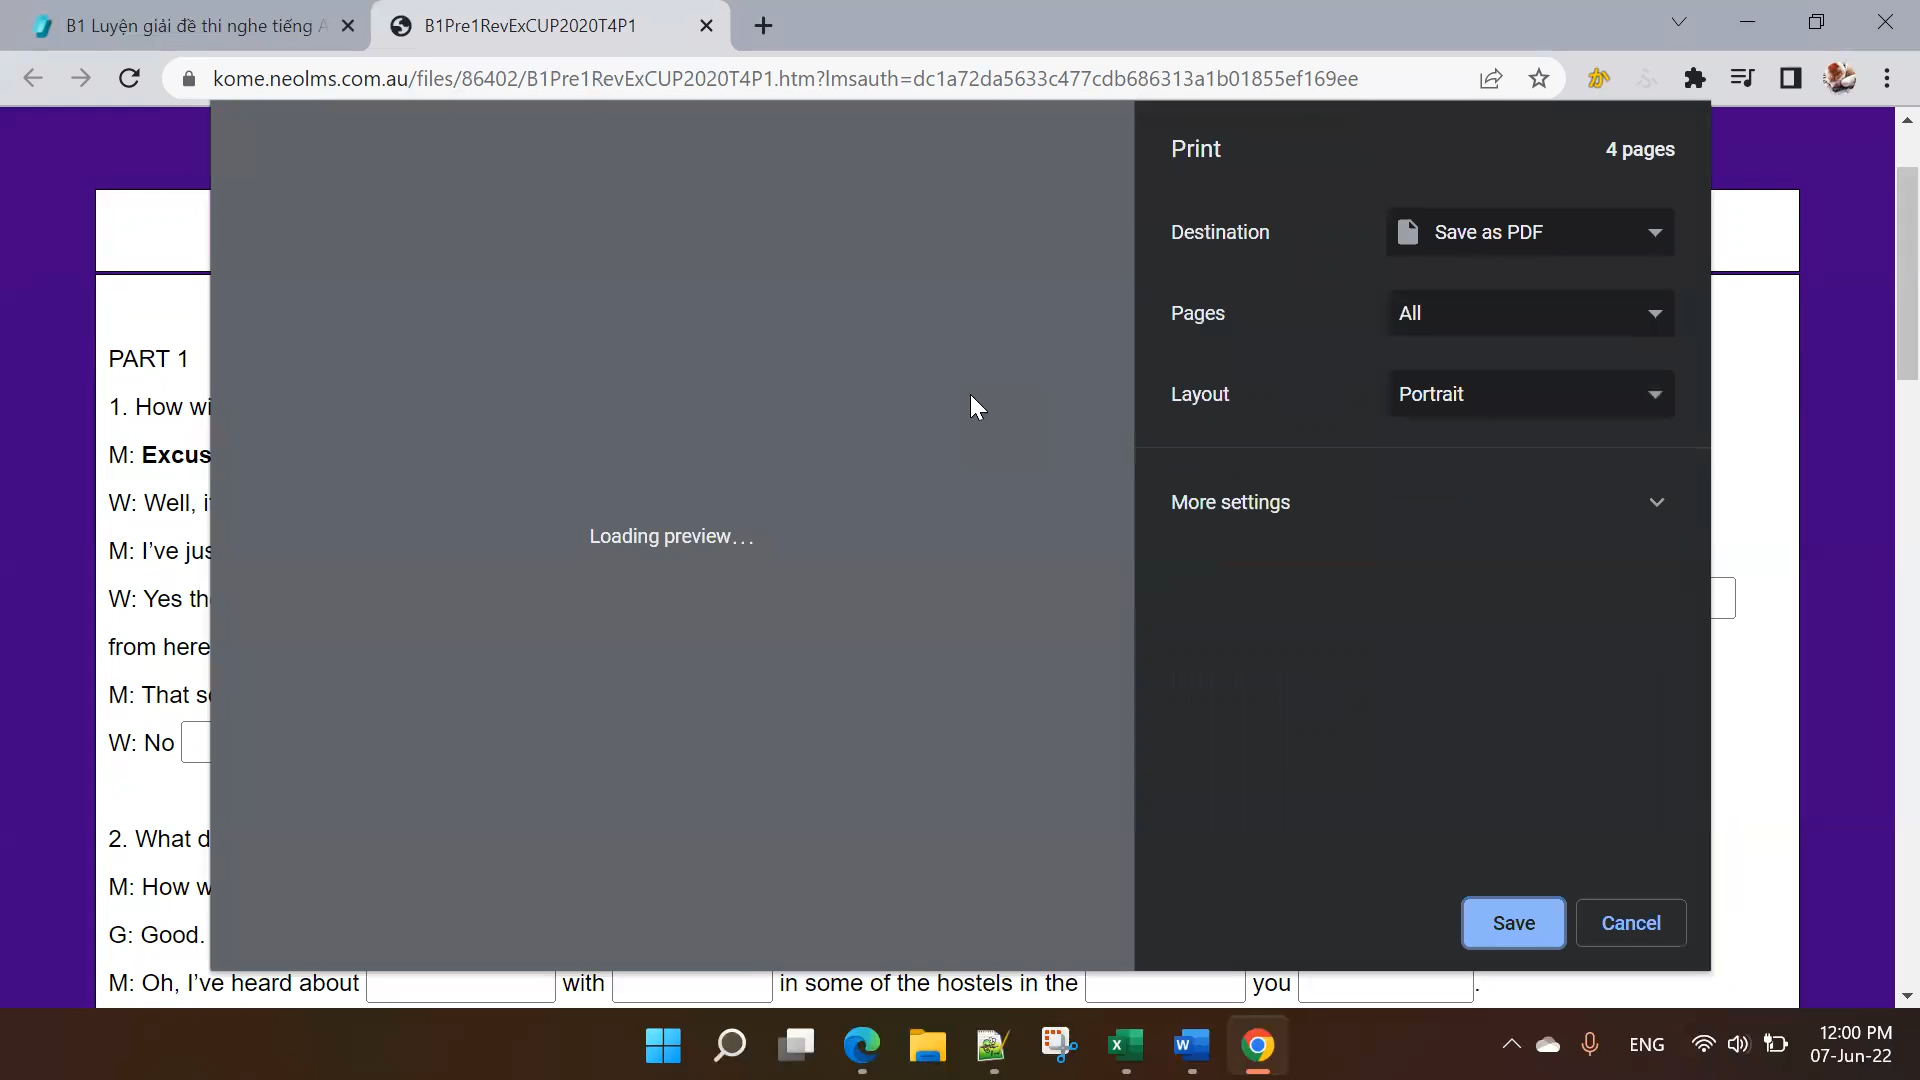 B1 Luyện giải đề thi nghe tiếng A
B1Pre1RevExCUP2020T4P1
kome.neolms.com.au/files/86402/B1Pre1RevExCUP2020T4P1.htm?lmsauth=dc1a72da5633c477cdb686313a1b01855ef169ee
Print
4 pages
Destination
Save as PDF
Pages
All
Layout
Portrait
More settings
Loading preview...
Save
Cancel
PART 1
1. How wi
M: Excus
W: Well, i
M: I’ve jus
W: Yes th
from here
M: That s
W: No
2. What d
M: How w
G: Good.
M: Oh, I’ve heard about with in some of the hostels in the you .
ENG
12:00 PM
07-Jun-22